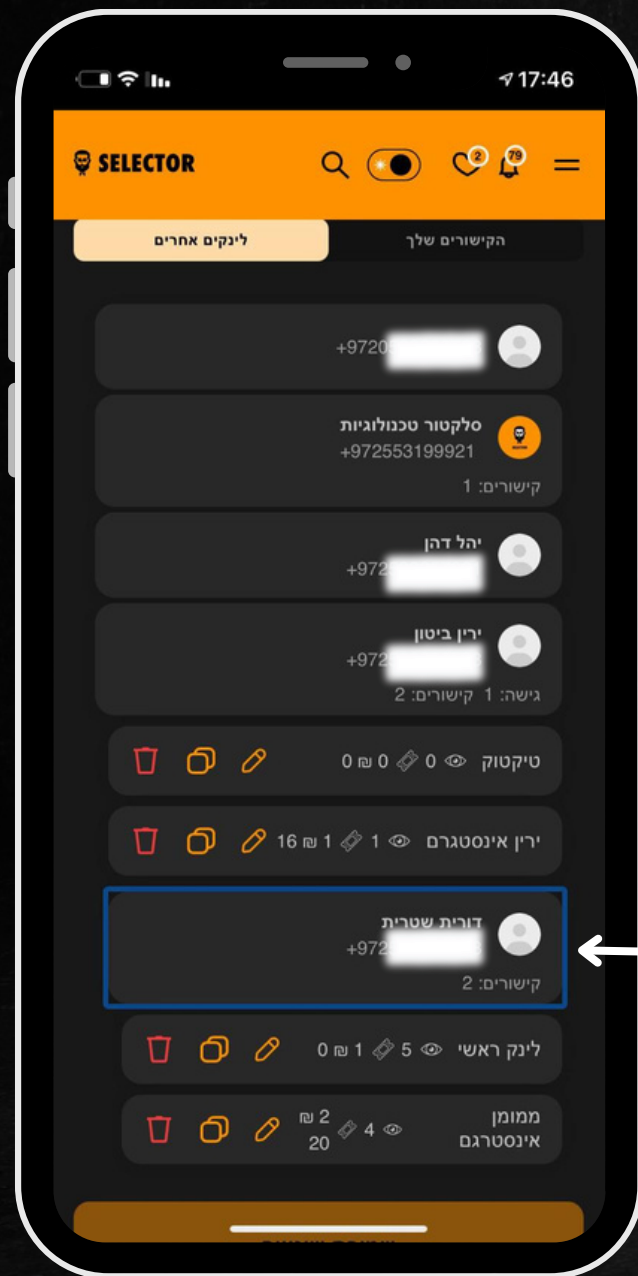 17:46
SELECTOR
2
79
הקישורים שלך
לינקים אחרים
+9720
סלקטור טכנולוגיות
+972553199921
קישורים: 1
יהל דהן
+972
ירין ביטון
+972
גישה: 1 קישורים: 2
טיקטוק 0 0 ₪ 0
ירין אינסטגרם 1 1 ₪ 16
דורית שטרית
+972
קישורים: 2
לינק ראשי 5 1 ₪ 0
ממומן אינסטרגם 4 2 ₪ 20